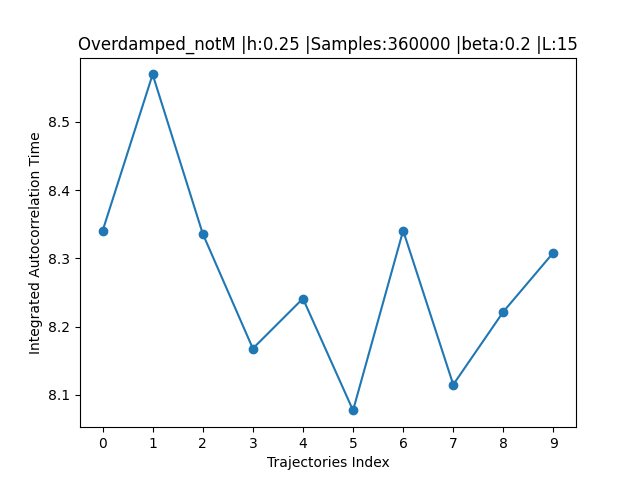 Overdamped_notM |h:0.25 |Samples:360000 |beta:0.2 |L:15
Integrated Autocorrelation Time
8.5
8.4
8.3
8.2
8.1
0 1 2 3 4 5 6 7 8 9
Trajectories Index